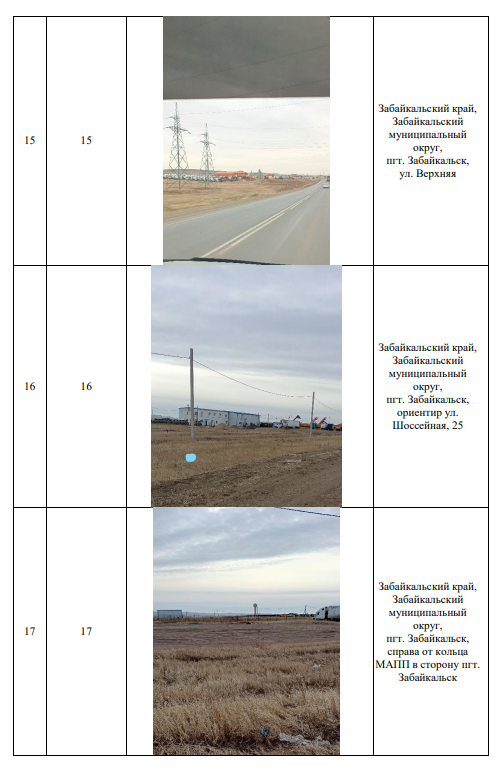 15
15
Забайкальский край,
Забайкальский
муниципальный
округ,
пгт. Забайкальск,
ул. Верхняя
16
16
Забайкальский край,
Забайкальский
муниципальный
округ,
пгт. Забайкальск,
ориентир ул.
Шоссейная, 25
17
17
Забайкальский край,
Забайкальский
муниципальный
округ,
пгт. Забайкальск,
справа от кольца
МАПП в сторону пгт.
Забайкальск